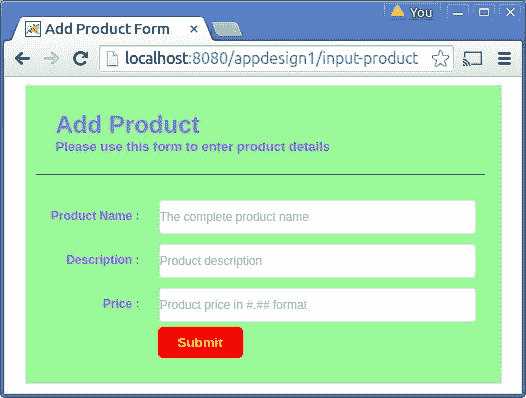 You
Add Product Form
localhost:8080/appdesign1/input-product
Add Product
Please use this form to enter product details
Product Name : The complete product name
Description : Product description
Price : Product price in #.## format
Submit